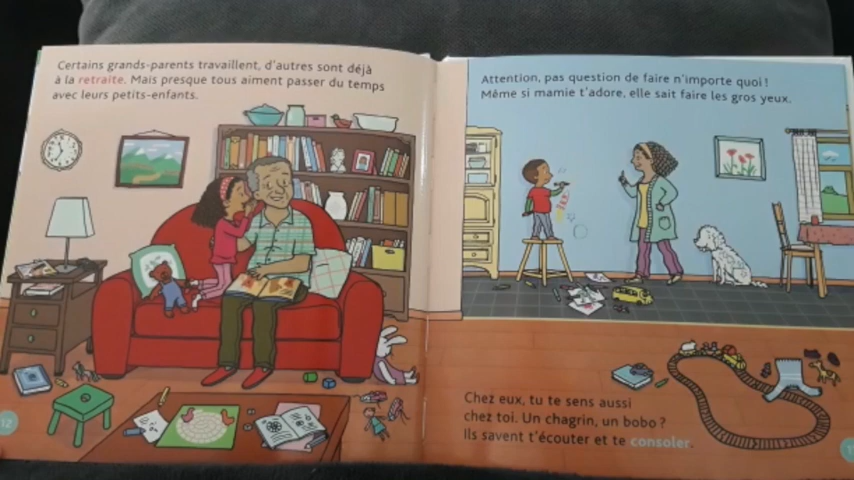 Certains grands-parents travaillent, d'autres sont déjà
à la retraite. Mais presque tous aiment passer du temps
avec leurs petits-enfants.
Attention, pas question de faire n'importe quoi !
Même si mamie t'adore, elle sait faire les gros yeux.
Chez eux, tu te sens aussi
chez toi. Un chagrin, un bobo ?
Ils savent t'écouter et te consoler.
12